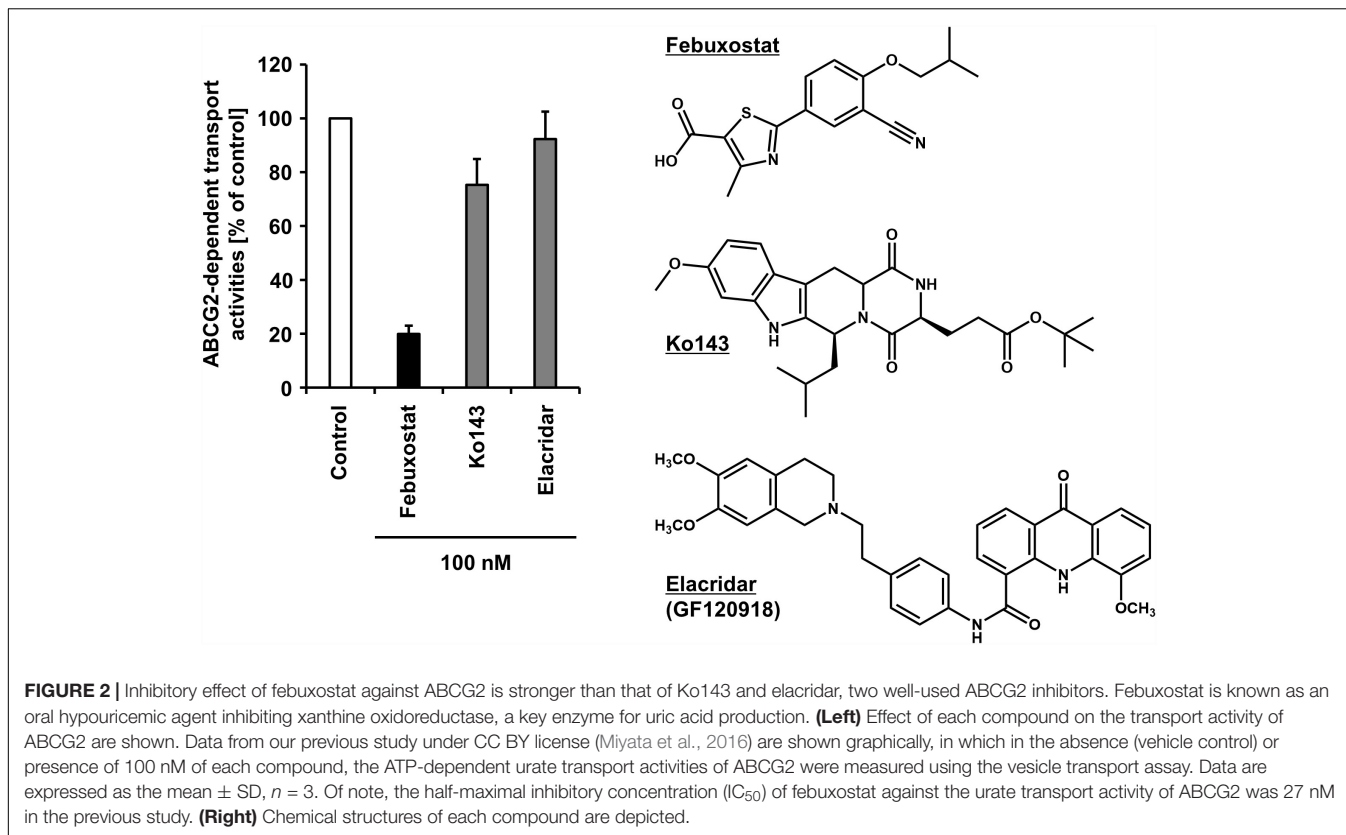 ABCG2-dependent transport
activities [% of control]
120
100
80
60
40
20
0
Control
Febuxostat
Ko143
Elacridar
100 nM
Febuxostat
O
HO
S
N
O
N
Ko143
O
O
NH
N
N
H
O
O
O
Elacridar
(GF120918)
H₃CO
H₃CO
N
O
N
H
OCH₃
N
H
O
FIGURE 2 | Inhibitory effect of febuxostat against ABCG2 is stronger than that of Ko143 and elacridar, two well-used ABCG2 inhibitors. Febuxostat is known as an
oral hypouricemic agent inhibiting xanthine oxidoreductase, a key enzyme for uric acid production. (Left) Effect of each compound on the transport activity of
ABCG2 are shown. Data from our previous study under CC BY license (Miyata et al., 2016) are shown graphically, in which in the absence (vehicle control) or
presence of 100 nM of each compound, the ATP-dependent urate transport activities of ABCG2 were measured using the vesicle transport assay. Data are
expressed as the mean ± SD, n = 3. Of note, the half-maximal inhibitory concentration (IC₅₀) of febuxostat against the urate transport activity of ABCG2 was 27 nM
in the previous study. (Right) Chemical structures of each compound are depicted.